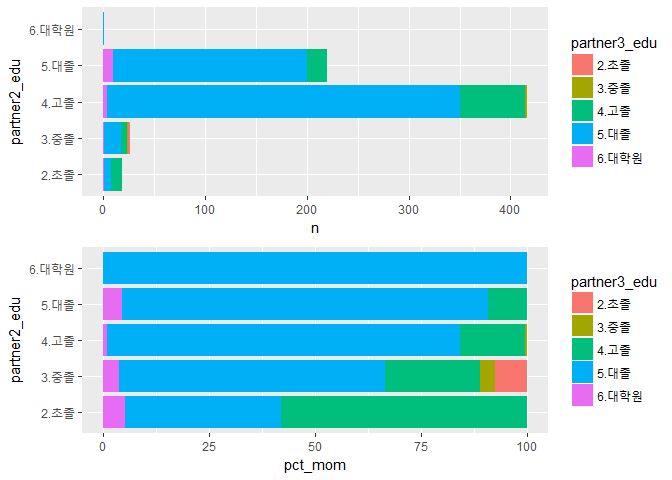 partner2_edu
6.대학원
5.대졸
4.고졸
3.중졸
2.초졸
0 100 200 300 400
n
partner3_edu
2.초졸
3.중졸
4.고졸
5.대졸
6.대학원
partner2_edu
6.대학원
5.대졸
4.고졸
3.중졸
2.초졸
0 25 50 75 100
pct_mom
partner3_edu
2.초졸
3.중졸
4.고졸
5.대졸
6.대학원